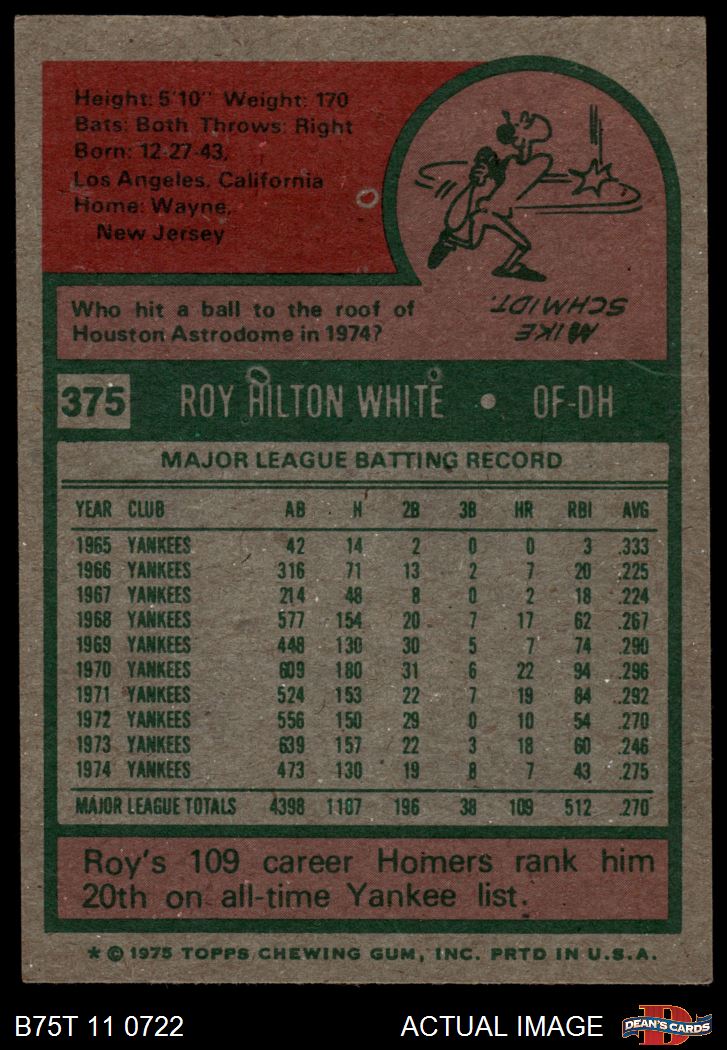 Height: 5'10" Weight: 170
Bats: Both Throws: Right
Born: 12-27-43,
Los Angeles, California
Home: Wayne,
New Jersey
Who hit a ball to the roof of
Houston Astrodome in 1974?
MIKE
SCHMIDT.
375 ROY HILTON WHITE • OF-DH
MAJOR LEAGUE BATTING RECORD
YEAR CLUB AB H 2B 3B HR RBI AVG
1965 YANKEES 42 14 2 0 0 3 .333
1966 YANKEES 316 71 13 2 7 20 .225
1967 YANKEES 214 48 8 0 2 18 .224
1968 YANKEES 577 154 20 7 17 62 .267
1969 YANKEES 448 130 30 5 7 74 .290
1970 YANKEES 609 180 31 6 22 94 .296
1971 YANKEES 524 153 22 7 19 84 .292
1972 YANKEES 556 150 29 0 10 54 .270
1973 YANKEES 639 157 22 3 18 60 .246
1974 YANKEES 473 130 19 8 7 43 .275
MAJOR LEAGUE TOTALS 4398 1187 196 38 109 512 .270
Roy's 109 career Homers rank him
20th on all-time Yankee list.
* © 1975 TOPPS CHEWING GUM, INC. PRTD IN U.S.A.
B75T 11 0722 ACTUAL IMAGE
D
DEAN'S CARDS